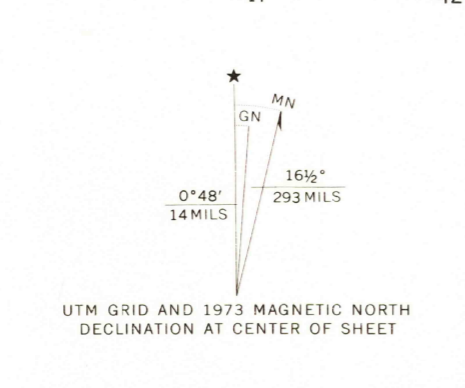 MN
GN
16½°
293 MILS
0°48'
14 MILS
UTM GRID AND 1973 MAGNETIC NORTH
DECLINATION AT CENTER OF SHEET